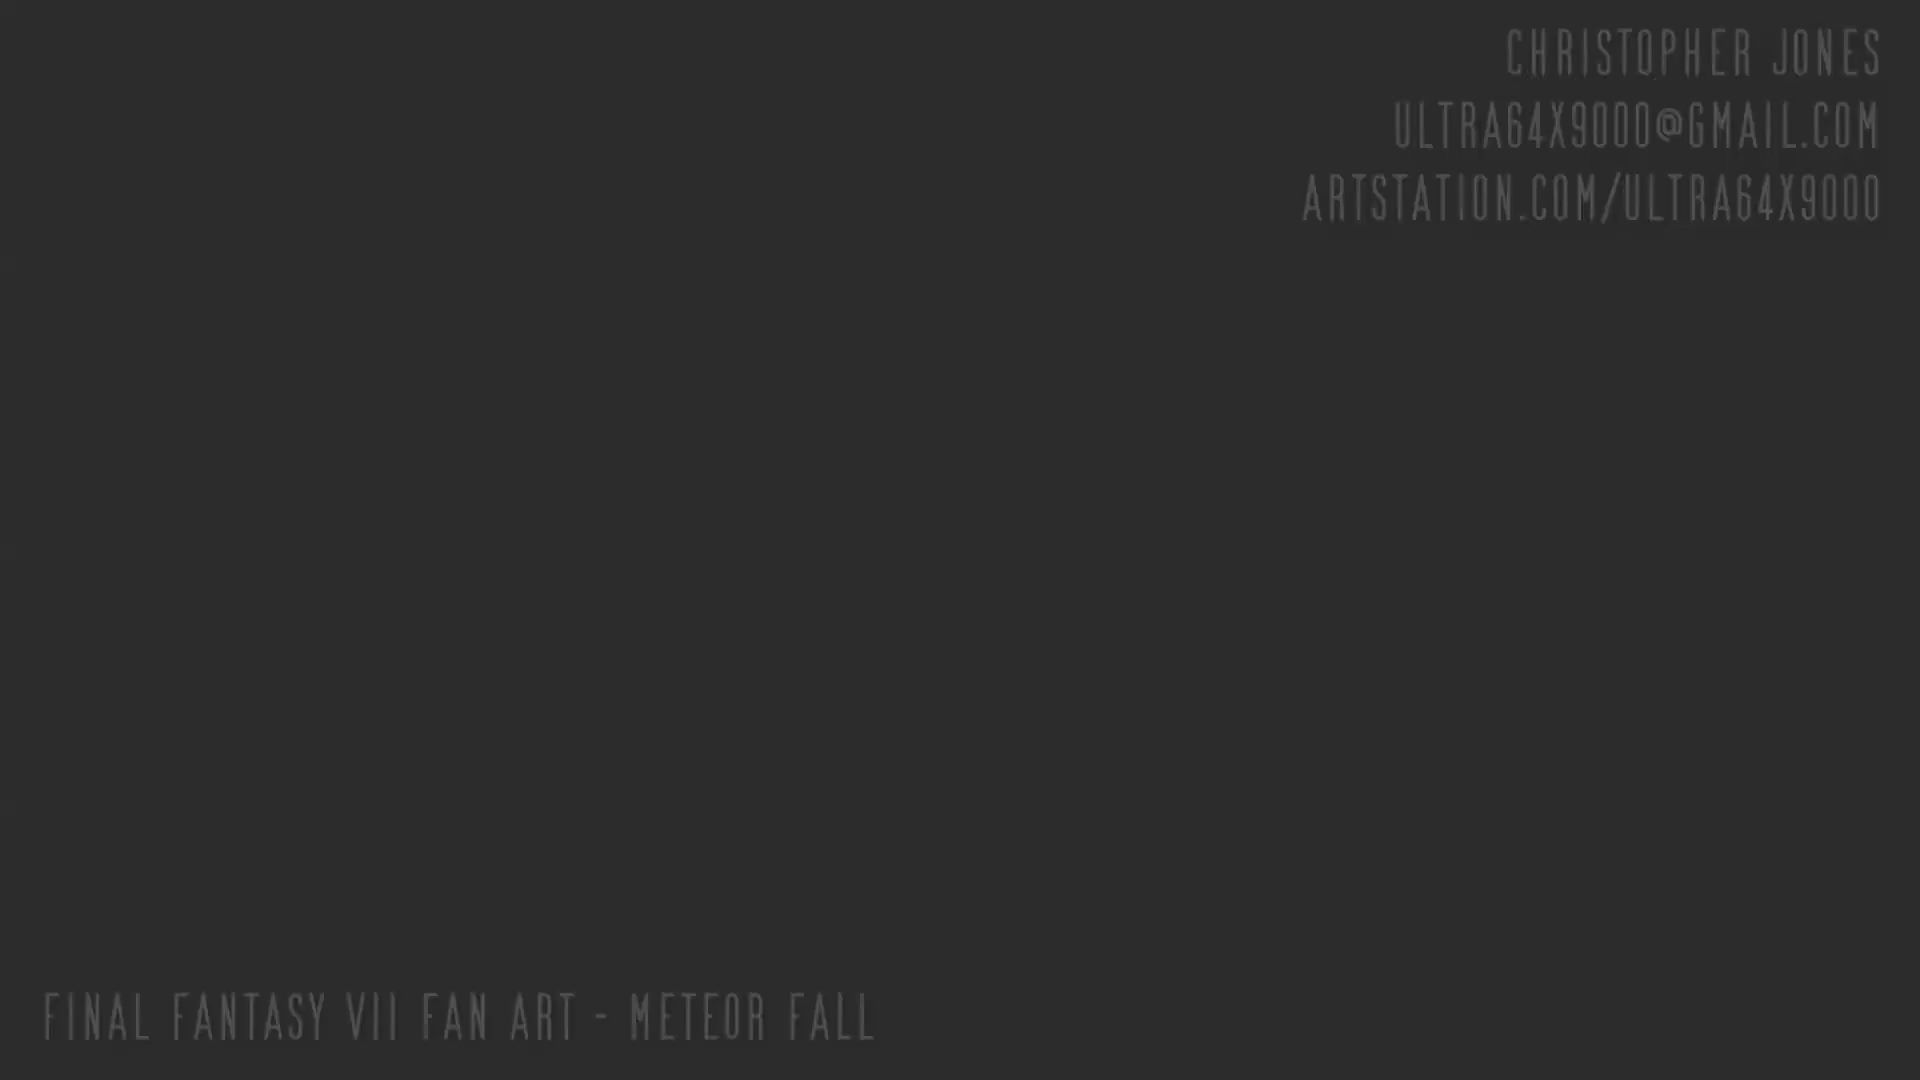 CHRISTOPHER JONES
ULTRA64X9000@GMAIL.COM
ARTSTATION.COM/ULTRA64X9000
FINAL FANTASY VII FAN ART - METEOR FALL